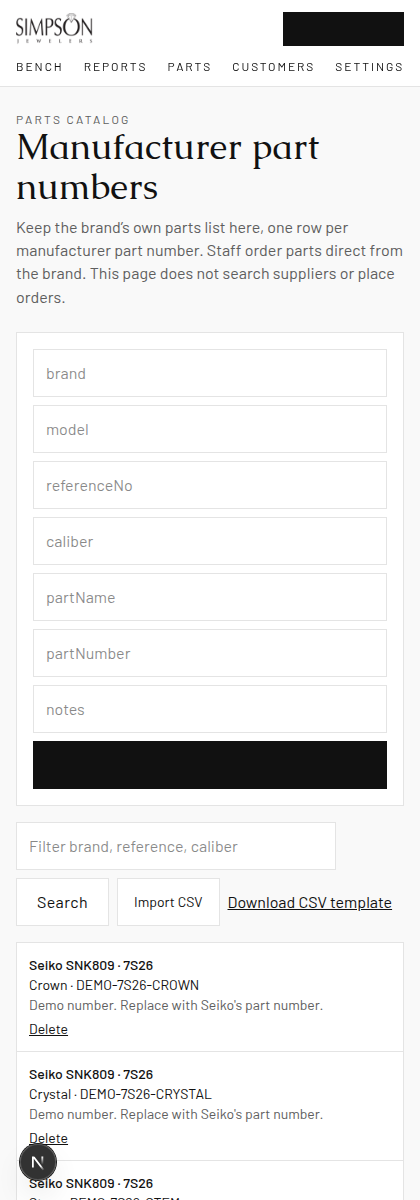 SIMPSON
JEWELERS
BENCH REPORTS PARTS CUSTOMERS SETTINGS
PARTS CATALOG
Manufacturer part
numbers
Keep the brand’s own parts list here, one row per
manufacturer part number. Staff order parts direct from
the brand. This page does not search suppliers or place
orders.
brand
model
referenceNo
caliber
partName
partNumber
notes
Filter brand, reference, caliber
Search Import CSV Download CSV template
Seiko SNK809 · 7S26
Crown · DEMO-7S26-CROWN
Demo number. Replace with Seiko's part number.
Delete
Seiko SNK809 · 7S26
Crystal · DEMO-7S26-CRYSTAL
Demo number. Replace with Seiko's part number.
Delete
N
Seiko SNK809 · 7S26